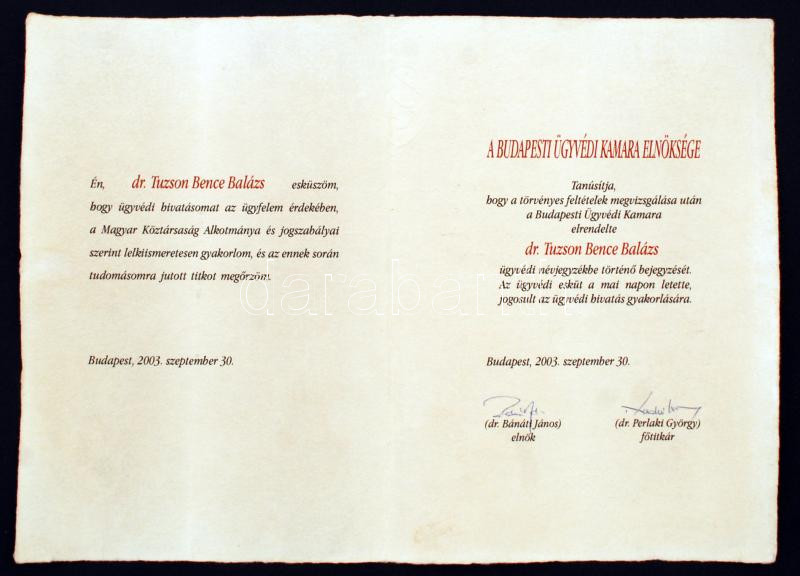 Én, dr. Tuzson Bence Balázs esküszöm,
hogy ügyvédi hivatásomat az ügyfelem érdekében,
a Magyar Köztársaság Alkotmánya és jogszabályai
szerint lelkiismeretesen gyakorlom, és az ennek során
tudomásomra jutott titkot megőrzöm.
Budapest, 2003. szeptember 30.
A BUDAPESTI ÜGYVÉDI KAMARA ELNÖKSÉGE
Tanúsítja,
hogy a törvényes feltételek megvizsgálása után
a Budapesti Ügyvédi Kamara
elrendelte
dr. Tuzson Bence Balázs
ügyvédi névjegyzékbe történő bejegyzését.
Az ügyvédi esküt a mai napon letette,
jogosult az ügyvédi hivatás gyakorlására.
Budapest, 2003. szeptember 30.
(dr. Bánáti János) (dr. Perlaki György)
elnök főtitkár